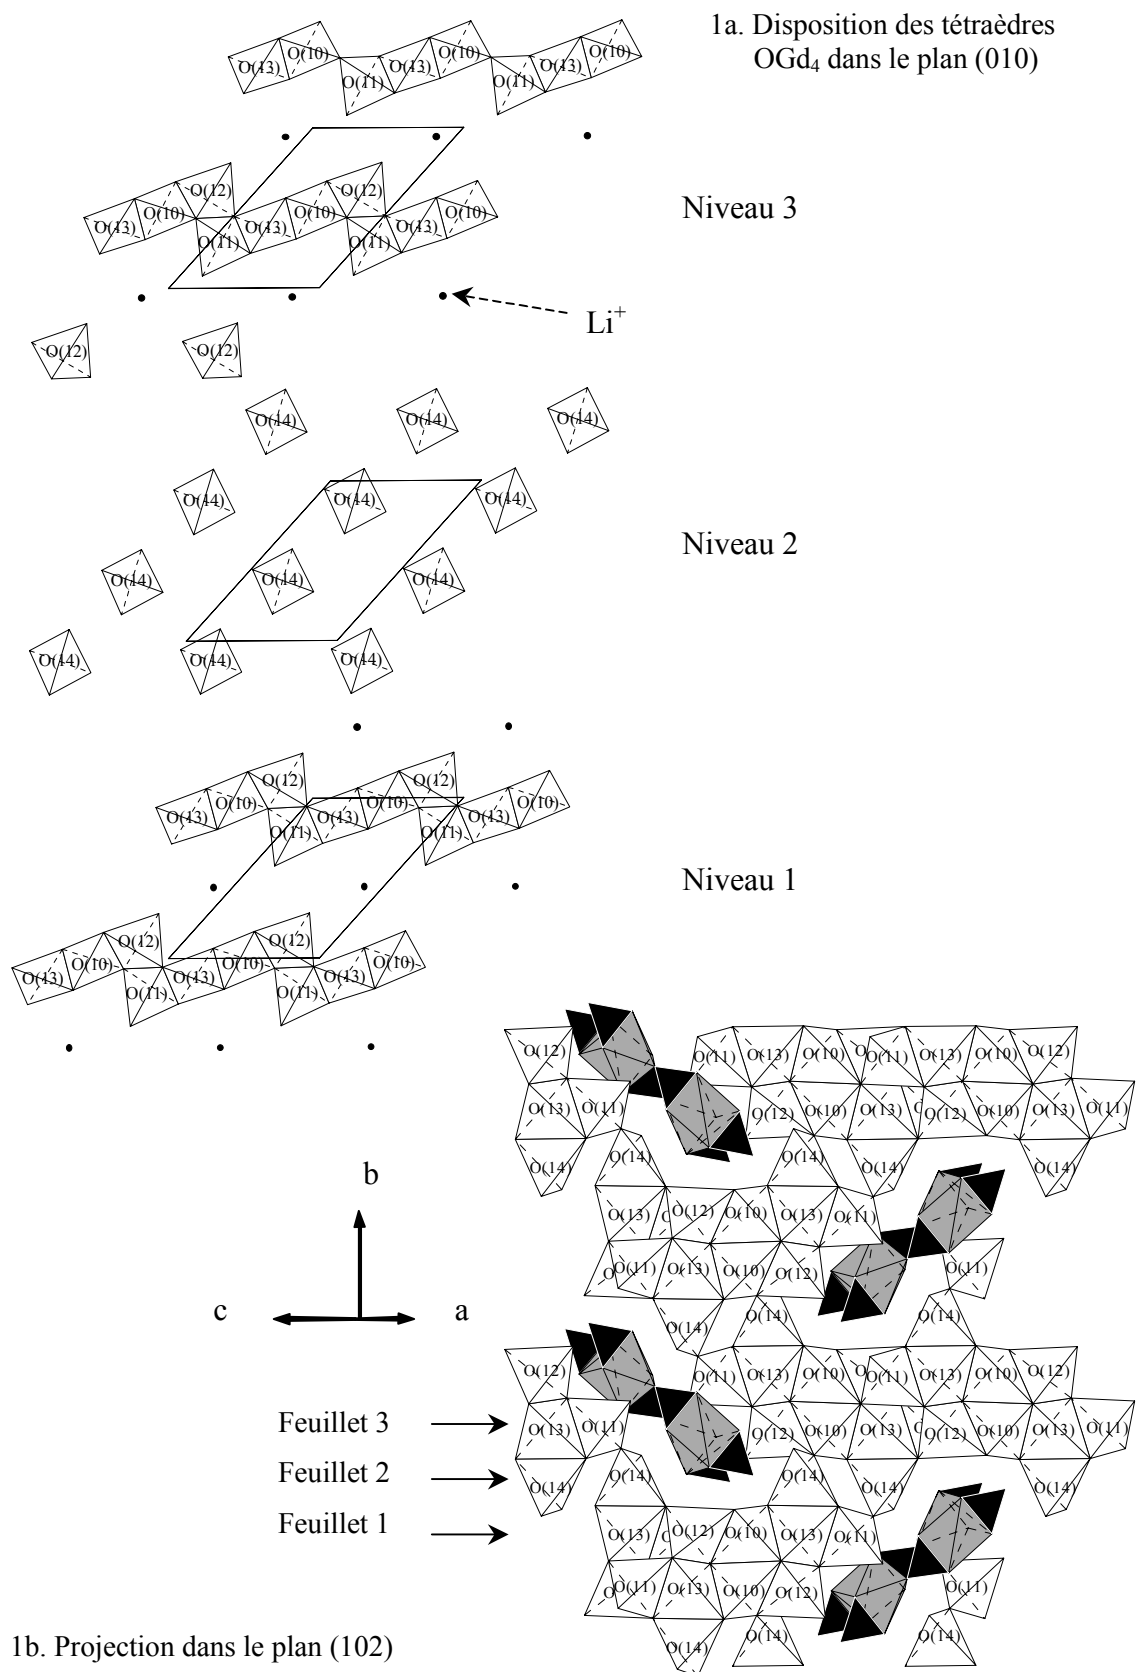 1a. Disposition des tétraèdres
OGd4 dans le plan (010)
O(13) O(10) O(11) O(13) O(10) O(11) O(13) O(10)
Niveau 3
O(12) O(12)
O(13) O(10) O(11) O(13) O(10) O(11) O(13) O(10)
Li+
O(12) O(12)
O(14) O(14) O(14)
O(14) O(14) O(14)
Niveau 2
O(14) O(14) O(14)
O(14) O(14) O(14)
O(12) O(12)
O(13) O(10) O(11) O(13) O(10) O(11) O(13) O(10)
Niveau 1
O(12) O(12)
O(13) O(10) O(11) O(13) O(10) O(11) O(13) O(10)
O(12) O(11) O(13) O(10) O(11) O(13) O(10) O(12)
O(13) O(11) O(12) O(10) O(13) O(12) O(10) O(13) O(11)
O(14) O(14) O(14) O(14) O(14)
b
O(13) O(12) O(10) O(13) O(11)
O(11) O(13) O(10) O(12) O(11)
c a
O(14) O(14) O(14)
O(12) O(11) O(13) O(10) O(11) O(13) O(10) O(12)
Feuillet 3
O(13) O(11) O(12) O(10) O(13) O(12) O(10) O(13) O(11)
Feuillet 2
O(14) O(14) O(14) O(14) O(14)
Feuillet 1
O(13) O(12) O(10) O(13) O(11)
O(11) O(13) O(10) O(12) O(11)
O(14) O(14) O(14)
1b. Projection dans le plan (102)